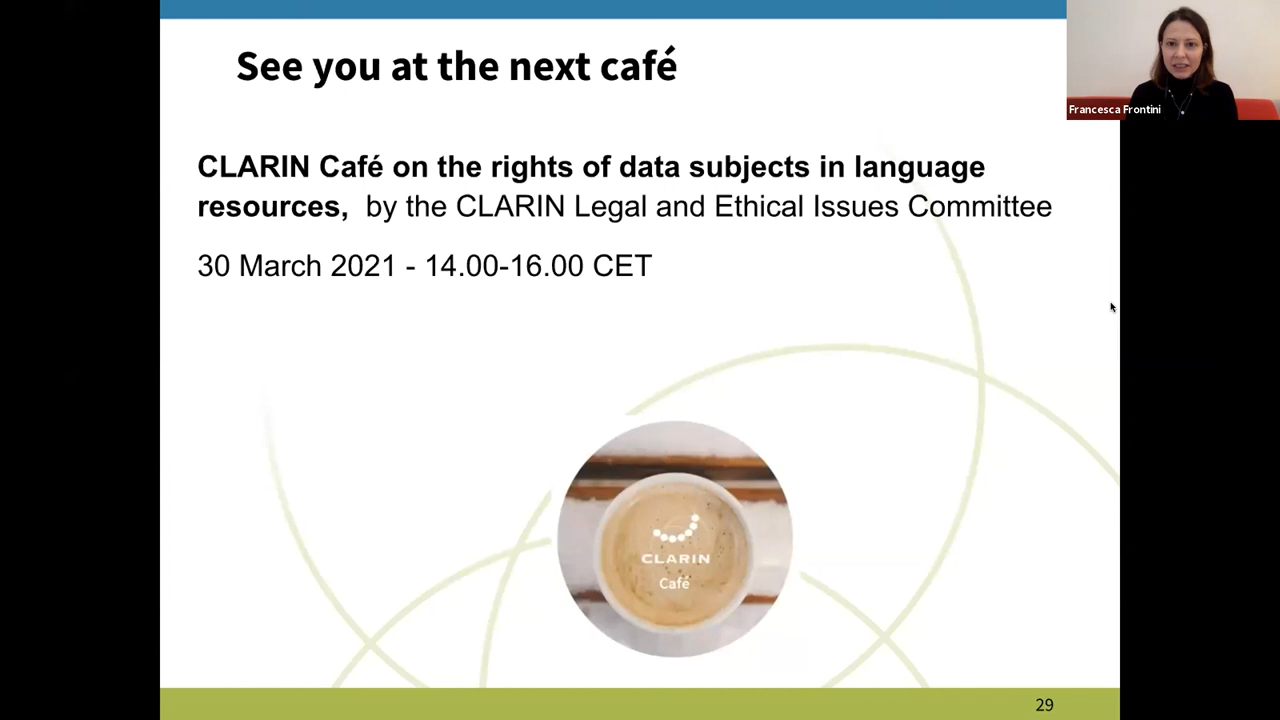 See you at the next café
Francesca Frontini
CLARIN Café on the rights of data subjects in language
resources,  by the CLARIN Legal and Ethical Issues Committee
30 March 2021 - 14.00-16.00 CET
CLARIN
Café
29